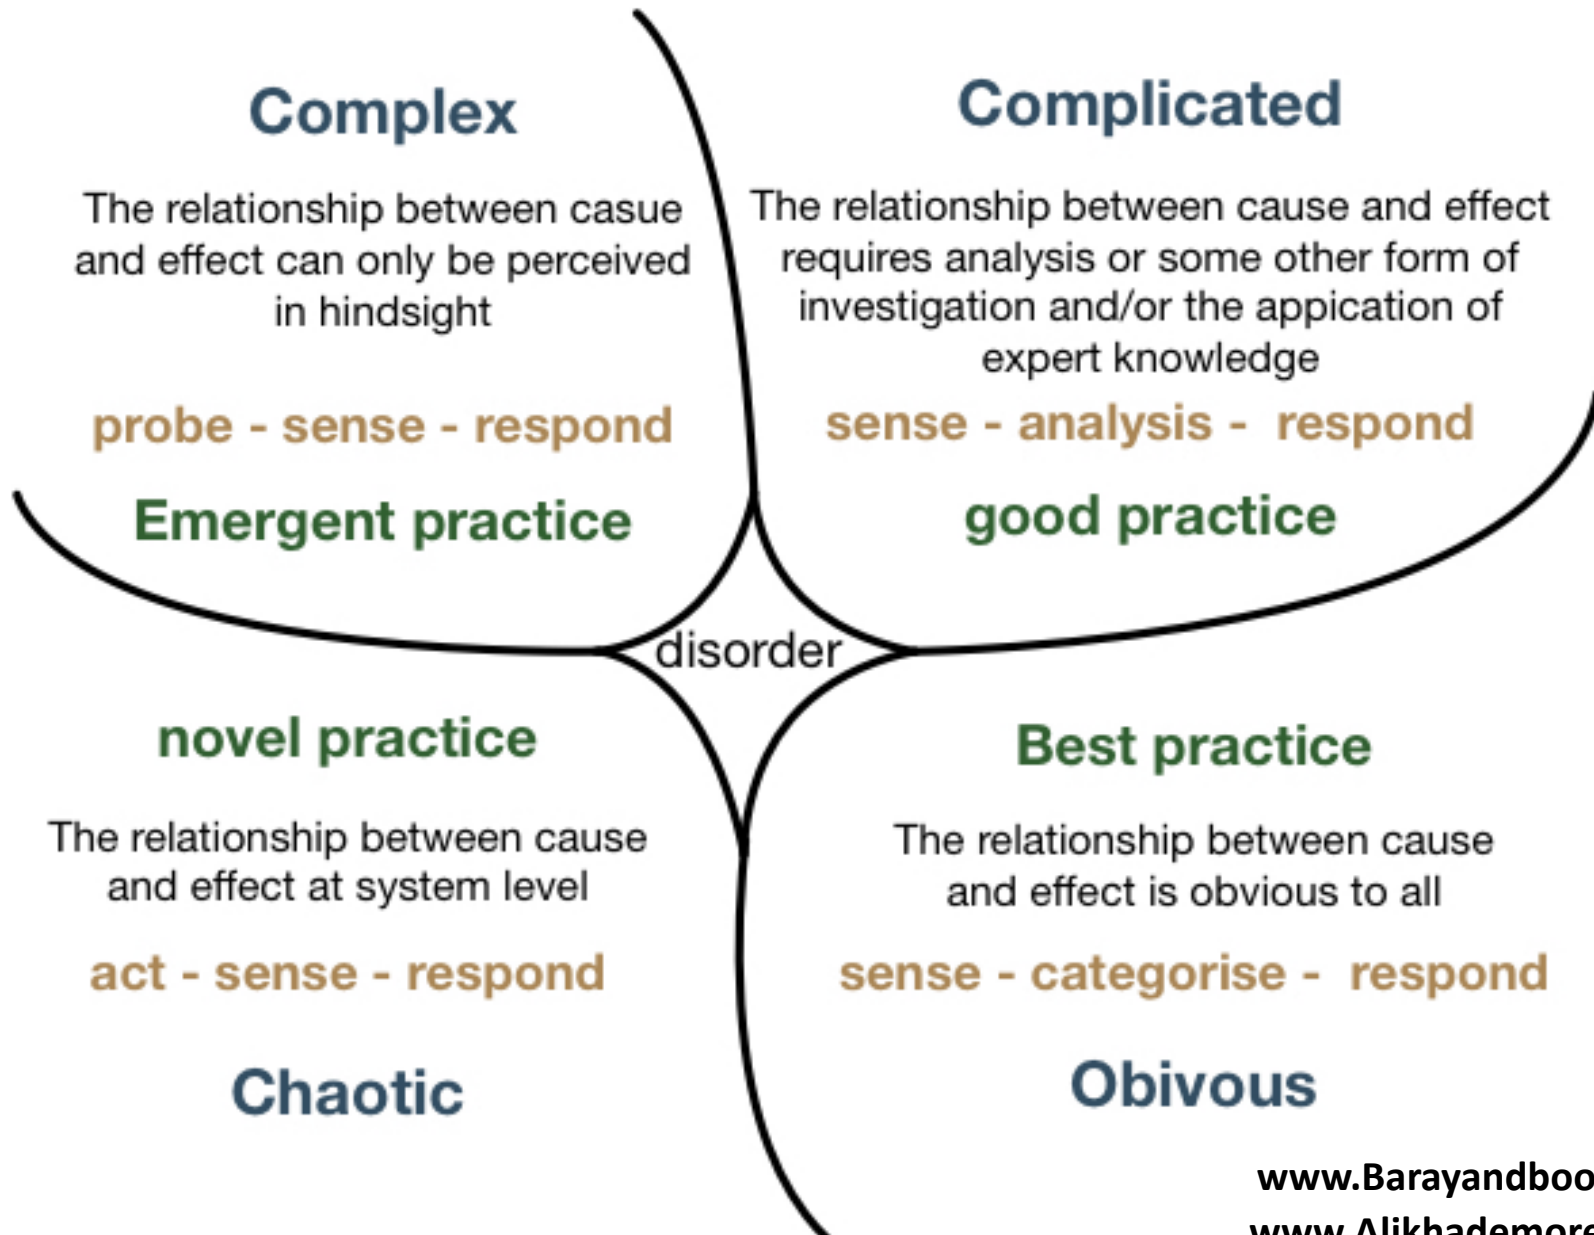 Complex
The relationship between casue
and effect can only be perceived
in hindsight
probe - sense - respond
Emergent practice
Complicated
The relationship between cause and effect
requires analysis or some other form of
investigation and/or the appication of
expert knowledge
sense - analysis - respond
good practice
disorder
novel practice
The relationship between cause
and effect at system level
act - sense - respond
Chaotic
Best practice
The relationship between cause
and effect is obvious to all
sense - categorise - respond
Obivous
www.Barayandboo
www.Alikhademore